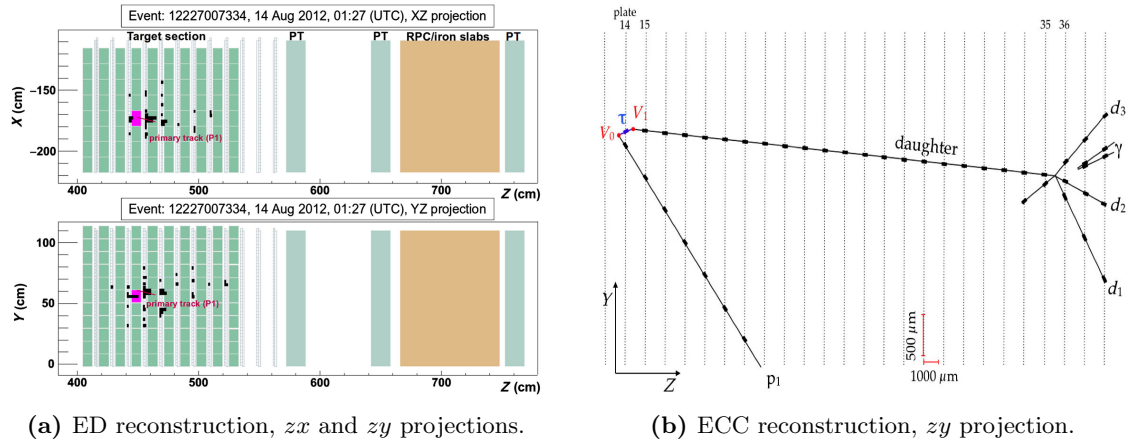 Event: 12227007334, 14 Aug 2012, 01:27 (UTC), XZ projection
Target section PT PT RPC/iron slabs PT
X (cm)
−150
−200
primary track (P1)
400 500 600 700 Z (cm)
Event: 12227007334, 14 Aug 2012, 01:27 (UTC), YZ projection
Y (cm)
100
50
0
primary track (P1)
400 500 600 700 Z (cm)
(a) ED reconstruction, zx and zy projections.
plate
14 15 35 36
V0 τ V1
daughter
d3
γ
d2
d1
p1
Y
Z
500 μm
1000 μm
(b) ECC reconstruction, zy projection.